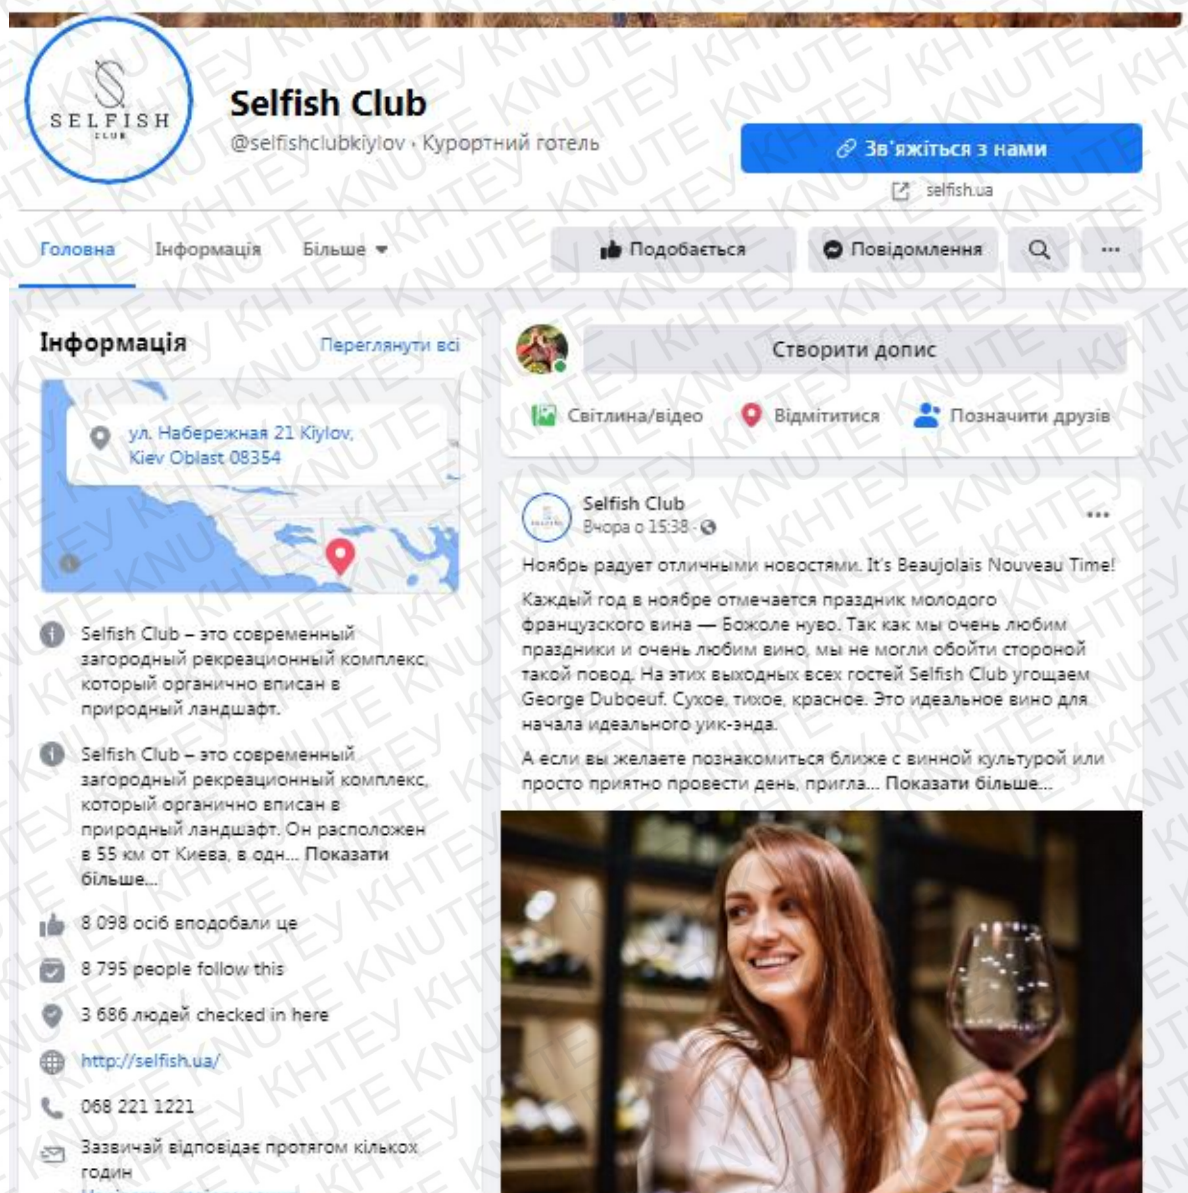 SELFISH
CLUB
Selfish Club
@selfishclubkiylov · Курортний готель
Зв'яжіться з нами
selfish.ua
Головна Інформація Більше
Подобається Повідомлення ...
Інформація Переглянути всі
ул. Набережная 21 Kiylov,
Kiev Oblast 08354
Selfish Club – это современный
загородный рекреационный комплекс,
который органично вписан в
природный ландшафт.
Selfish Club – это современный
загородный рекреационный комплекс,
который органично вписан в
природный ландшафт. Он расположен
в 55 км от Киева, в одн... Показати
більше...
8 098 осіб вподобали це
8 795 people follow this
3 686 людей checked in here
http://selfish.ua/
068 221 1221
Зазвичай відповідає протягом кількох
годин
Створити допис
Світлина/відео Відмітитися Позначити друзів
Selfish Club
Вчора о 15:38 ·
Ноябрь радует отличными новостями. It's Beaujolais Nouveau Time!
Каждый год в ноябре отмечается праздник молодого
французского вина — Божоле нуво. Так как мы очень любим
праздники и очень любим вино, мы не могли обойти стороной
такой повод. На этих выходных всех гостей Selfish Club угощаем
George Duboeuf. Сухое, тихое, красное. Это идеальное вино для
начала идеального уик-энда.
А если вы желаете познакомиться ближе с винной культурой или
просто приятно провести день, пригла... Показати більше...
KNUTE KHTEY KNUTE KHTEY